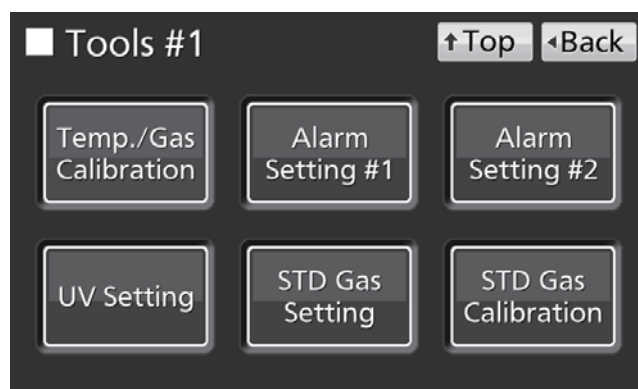 Tools #1
Top
Back
Temp./Gas
Calibration
Alarm
Setting #1
Alarm
Setting #2
UV Setting
STD Gas
Setting
STD Gas
Calibration